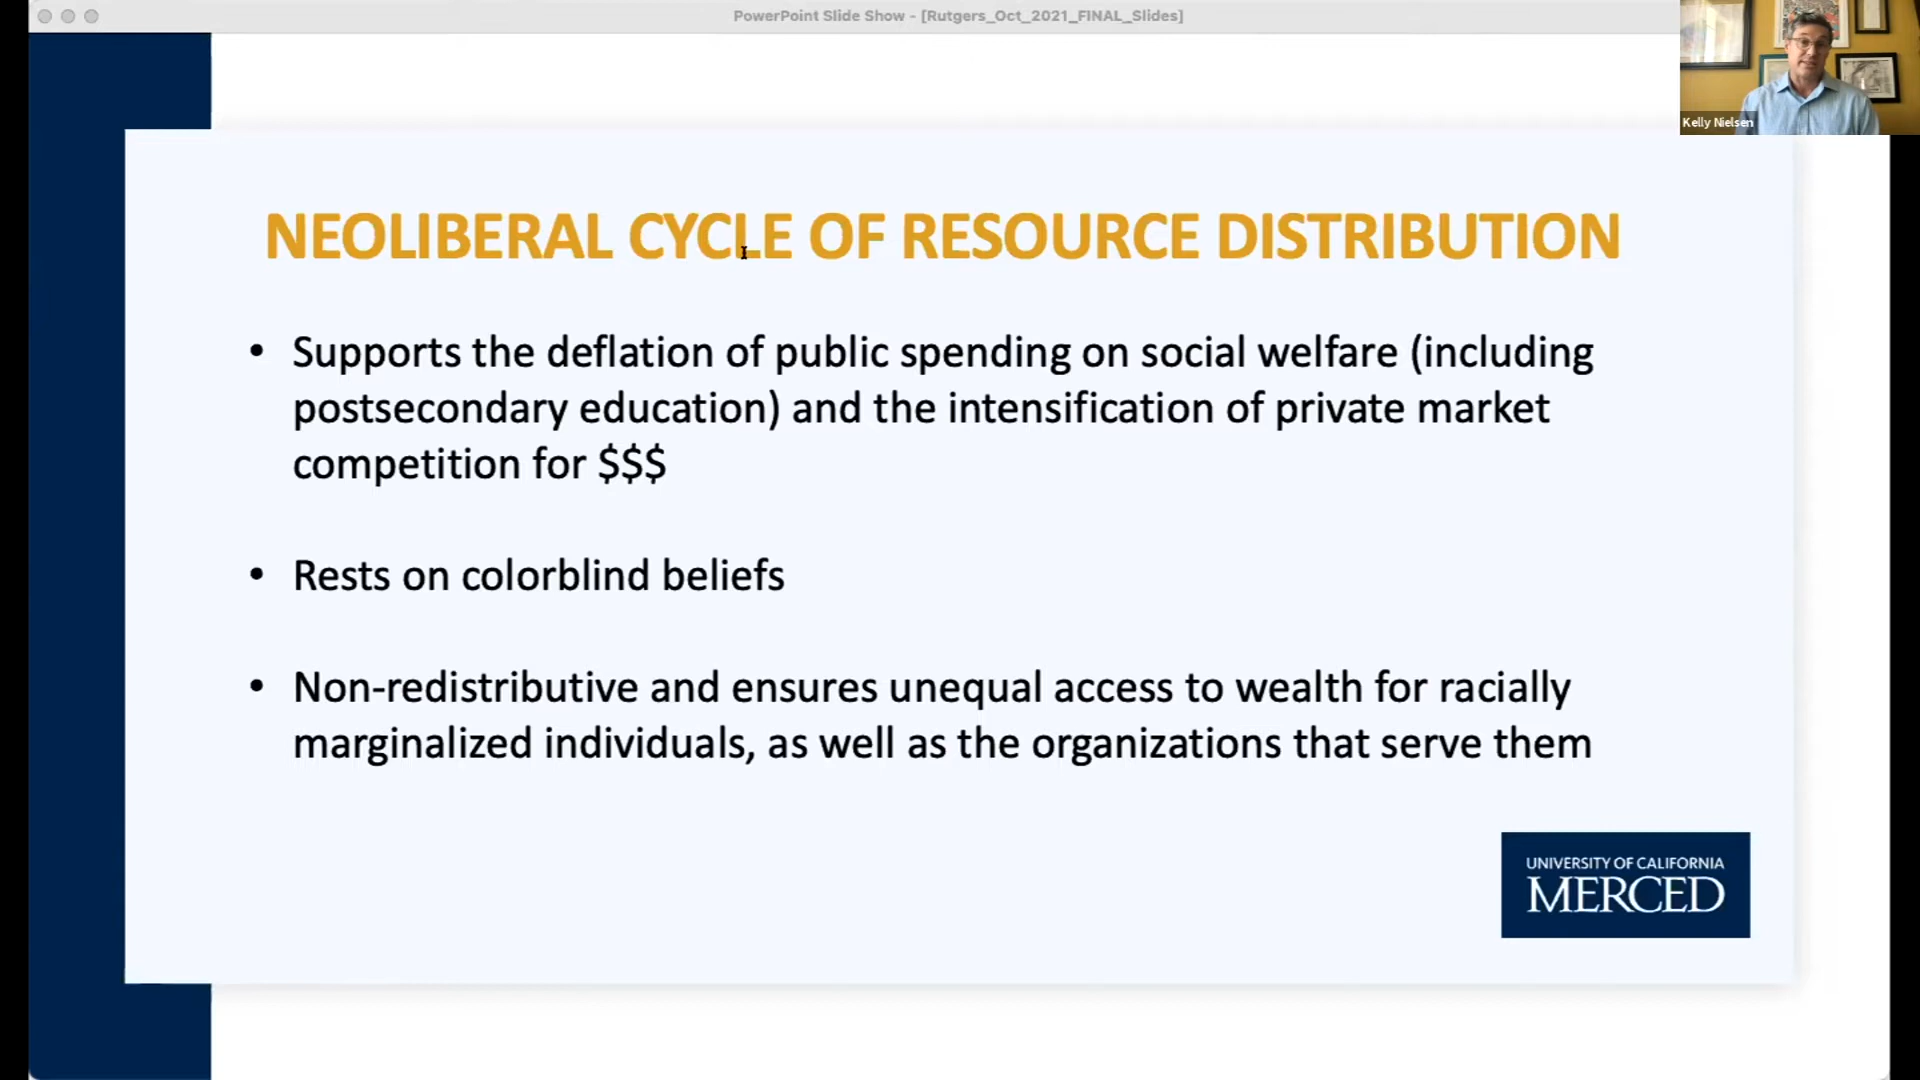 PowerPoint Slide Show - [Rutgers_Oct_2021_FINAL_Slides]
Kelly Nielsen
NEOLIBERAL CYCLE OF RESOURCE DISTRIBUTION
• Supports the deflation of public spending on social welfare (including
postsecondary education) and the intensification of private market
competition for $$$
• Rests on colorblind beliefs
• Non-redistributive and ensures unequal access to wealth for racially
marginalized individuals, as well as the organizations that serve them
UNIVERSITY OF CALIFORNIA
MERCED